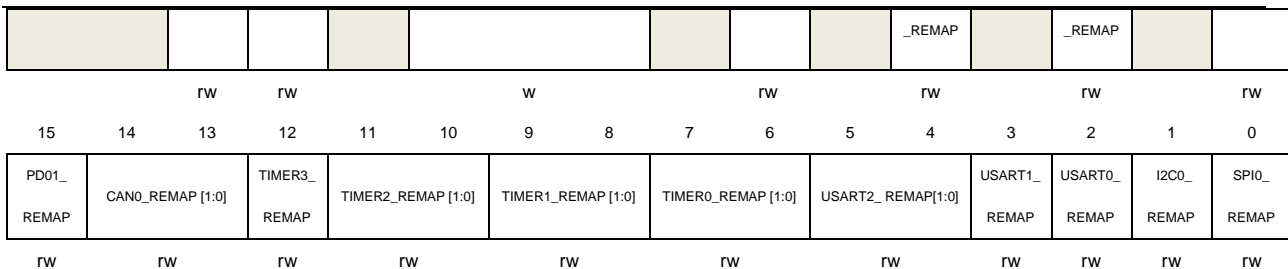 _REMAP _REMAP
rw rw w rw rw rw rw
15 14 13 12 11 10 9 8 7 6 5 4 3 2 1 0
PD01_ CAN0_REMAP [1:0] TIMER3_ TIMER2_REMAP [1:0] TIMER1_REMAP [1:0] TIMER0_REMAP [1:0] USART2_ REMAP[1:0] USART1_ USART0_ I2C0_ SPI0_
REMAP REMAP REMAP REMAP REMAP REMAP
rw rw rw rw rw rw rw rw rw rw rw